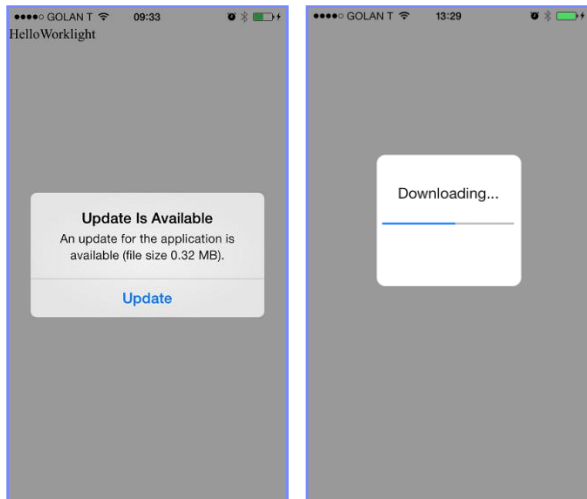 GOLAN T 09:33
HelloWorklight
Update Is Available
An update for the application is
available (file size 0.32 MB).
Update
GOLAN T 13:29
Downloading...